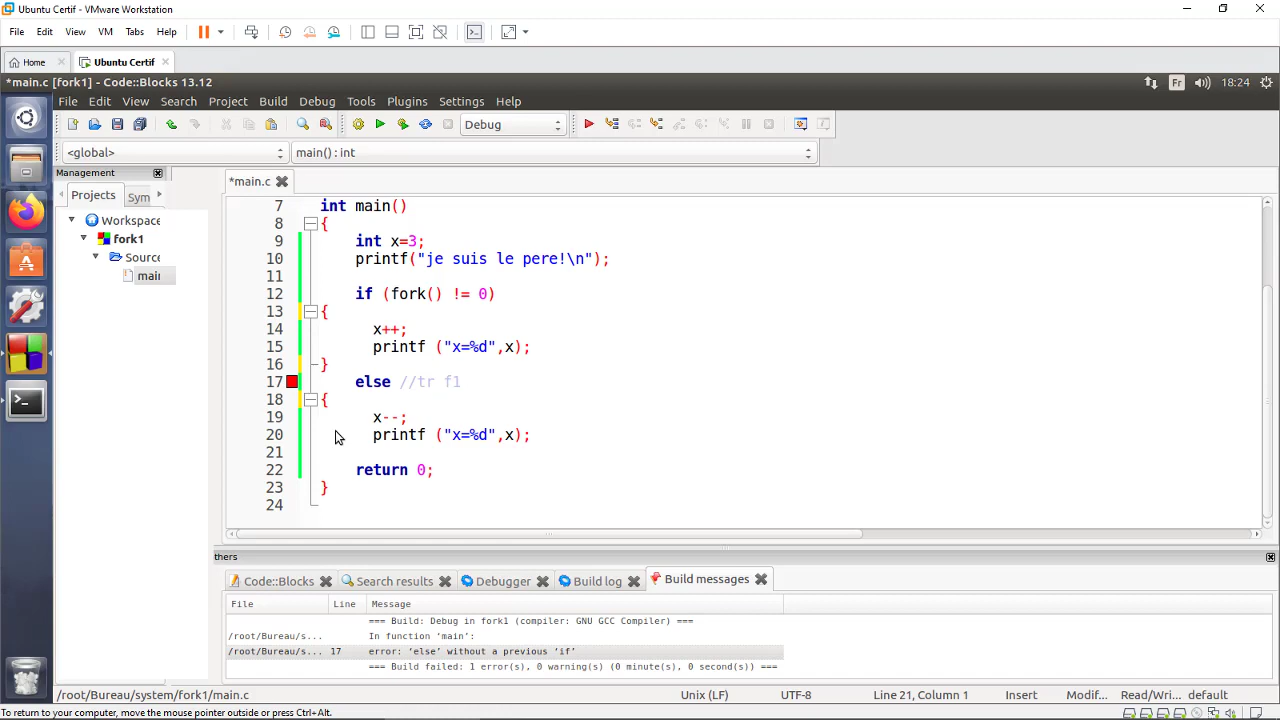 Ubuntu Certif - VMware Workstation
File Edit View VM Tabs Help
Home Ubuntu Certif
*main.c [fork1] - Code::Blocks 13.12 Fr 18:24
File Edit View Search Project Build Debug Tools Plugins Settings Help
Debug
<global> main() : int
Management
*main.c
Projects Sym
Workspace
fork1
Source
main
7 int main()
8 {
9 int x=3;
10 printf("je suis le pere!\n");
11
12 if (fork() != 0)
13 {
14 x++;
15 printf ("x=%d",x);
16 }
17 else //tr f1
18 {
19 x--;
20 printf ("x=%d",x);
21
22 return 0;
23 }
24
thers
Code::Blocks Search results Debugger Build log Build messages
File Line Message
=== Build: Debug in fork1 (compiler: GNU GCC Compiler) ===
/root/Bureau/s... In function ‘main’:
/root/Bureau/s... 17 error: ‘else’ without a previous ‘if’
=== Build failed: 1 error(s), 0 warning(s) (0 minute(s), 0 second(s)) ===
/root/Bureau/system/fork1/main.c Unix (LF) UTF-8 Line 21, Column 1 Insert Modif... Read/Wri... default
To return to your computer, move the mouse pointer outside or press Ctrl+Alt.